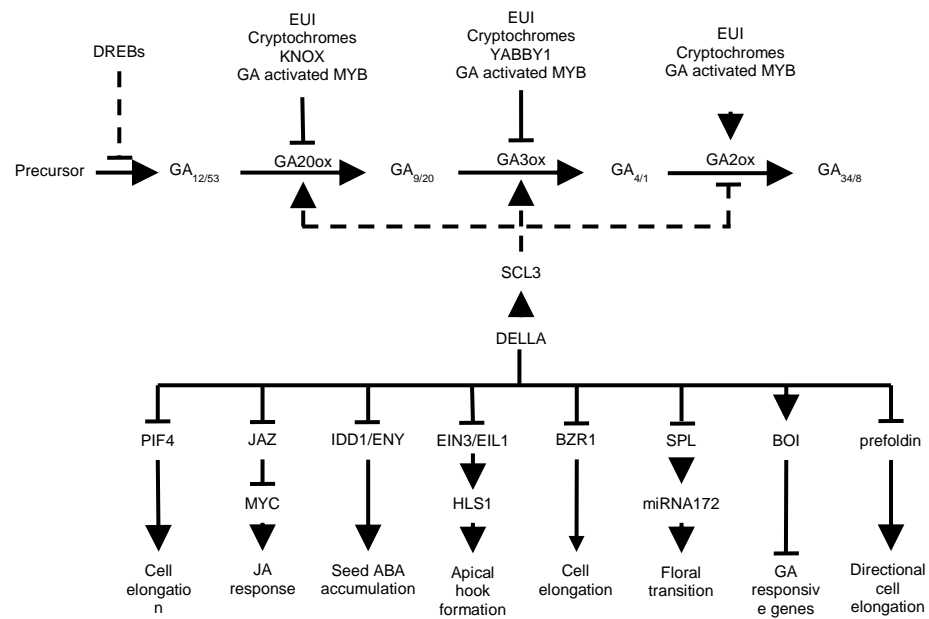 DREBs
EUI
Cryptochromes
KNOX
GA activated MYB
EUI
Cryptochromes
YABBY1
GA activated MYB
EUI
Cryptochromes
GA activated MYB
Precursor
GA12/53
GA20ox
GA9/20
GA3ox
GA4/1
GA2ox
GA34/8
SCL3
DELLA
PIF4
JAZ
IDD1/ENY
EIN3/EIL1
BZR1
SPL
BOI
prefoldin
MYC
HLS1
miRNA172
Cell
elongatio
n
JA
response
Seed ABA
accumulation
Apical
hook
formation
Cell
elongation
Floral
transition
GA
responsiv
e genes
Directional
cell
elongation